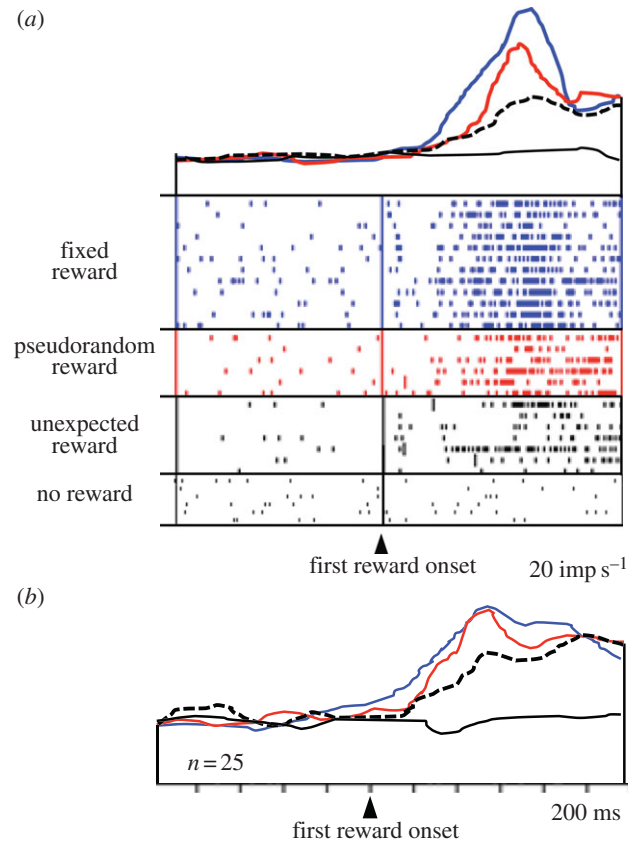 (a)
fixed
reward
pseudorandom
reward
unexpected
reward
no reward
first reward onset
20 imp s⁻¹
(b)
n = 25
200 ms
first reward onset